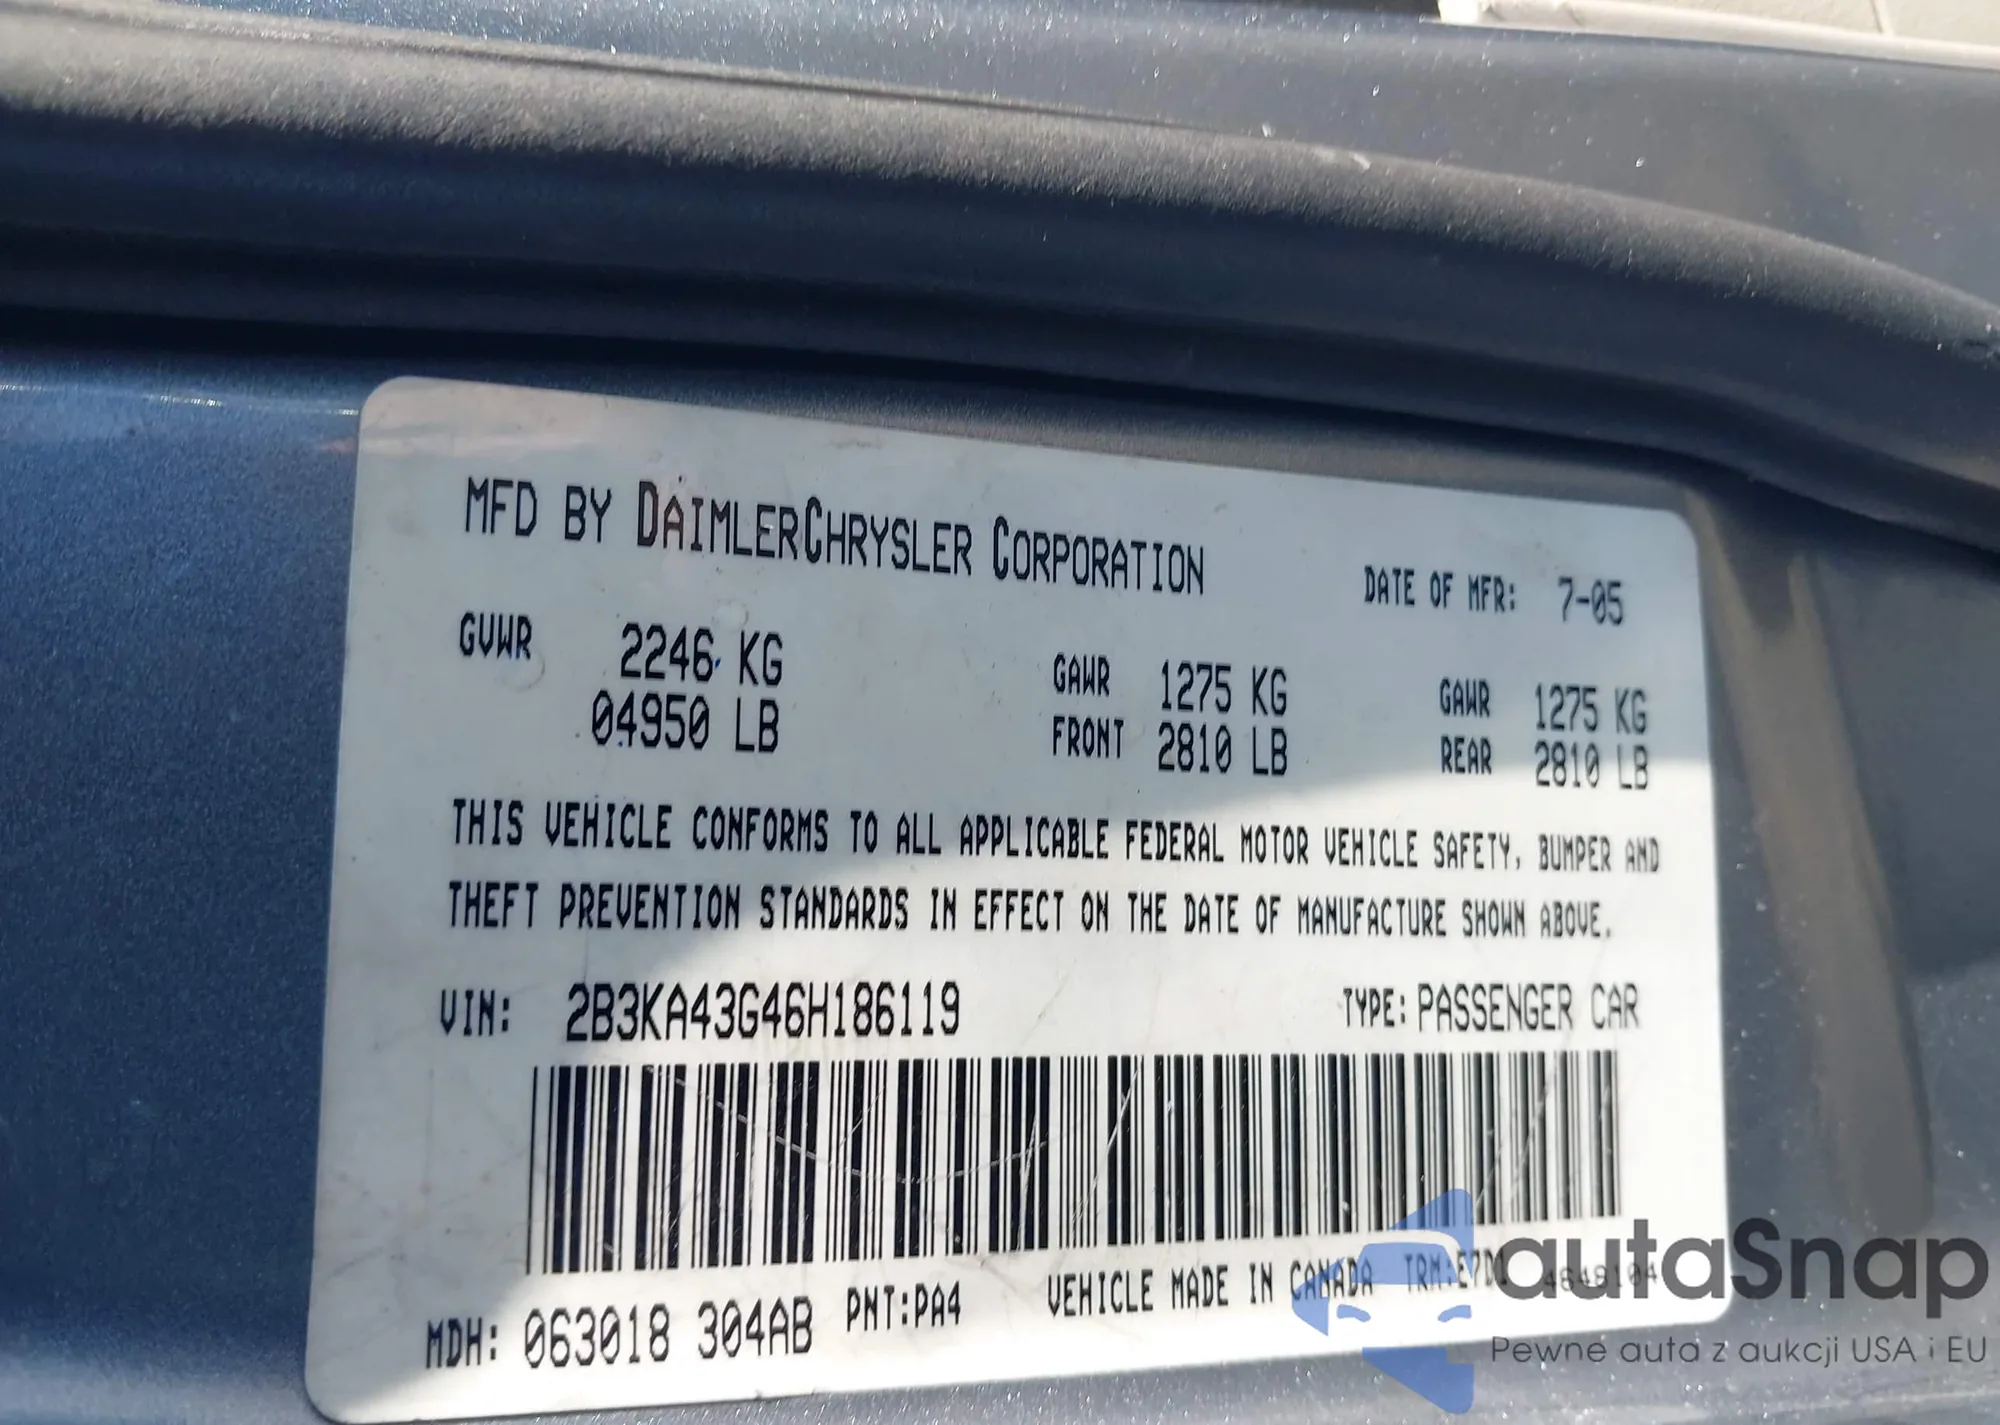 MFD BY DAIMLERCHRYSLER CORPORATION
DATE OF MFR: 7-05
GVWR 2246 KG GAWR 1275 KG GAWR 1275 KG
04950 LB FRONT 2810 LB REAR 2810 LB
THIS VEHICLE CONFORMS TO ALL APPLICABLE FEDERAL MOTOR VEHICLE SAFETY, BUMPER AND
THEFT PREVENTION STANDARDS IN EFFECT ON THE DATE OF MANUFACTURE SHOWN ABOVE.
VIN: 2B3KA43G46H186119 TYPE: PASSENGER CAR
MDH: 063018 304AB PNT:PA4 VEHICLE MADE IN CANADA
autaSnap
Pewne auta z aukcji USA i EU